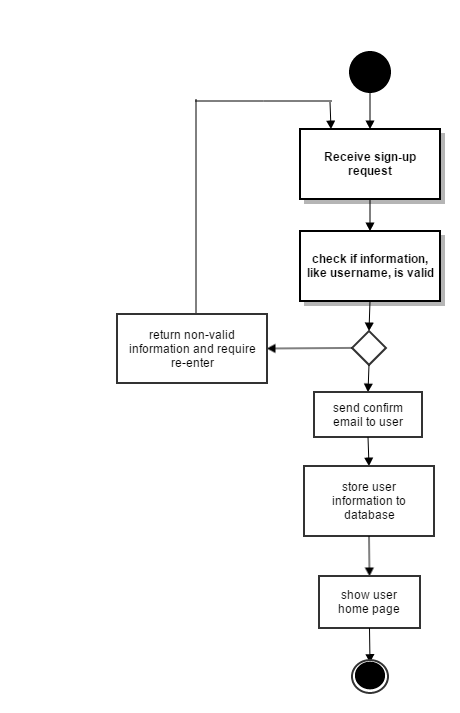 Receive sign-up
request
check if information,
like username, is valid
return non-valid
information and require
re-enter
send confirm
email to user
store user
information to
database
show user
home page